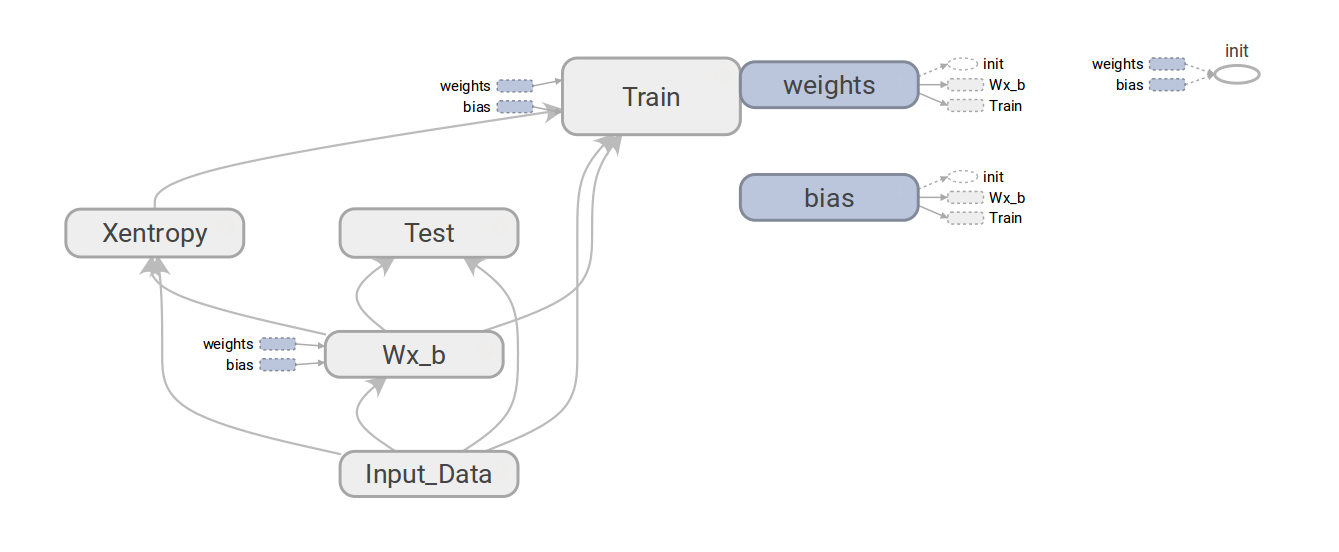 init
weights
bias
Train
weights
init
Wx_b
Train
weights
bias
bias
init
Wx_b
Train
Xentropy
Test
weights
bias
Wx_b
Input_Data